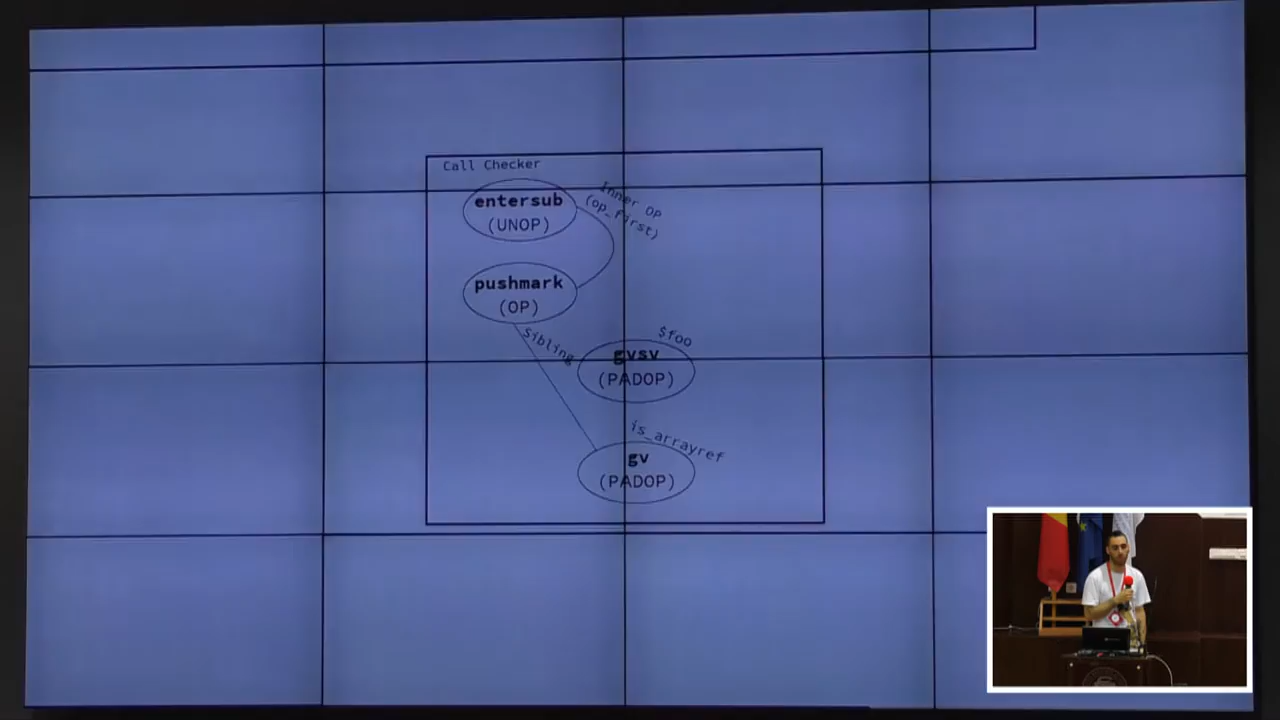 Call Checker
entersub
(UNOP)
Inner OP
(op_first)
pushmark
(OP)
Sibling
$foo
gvsv
(PADOP)
is_arrayref
gv
(PADOP)